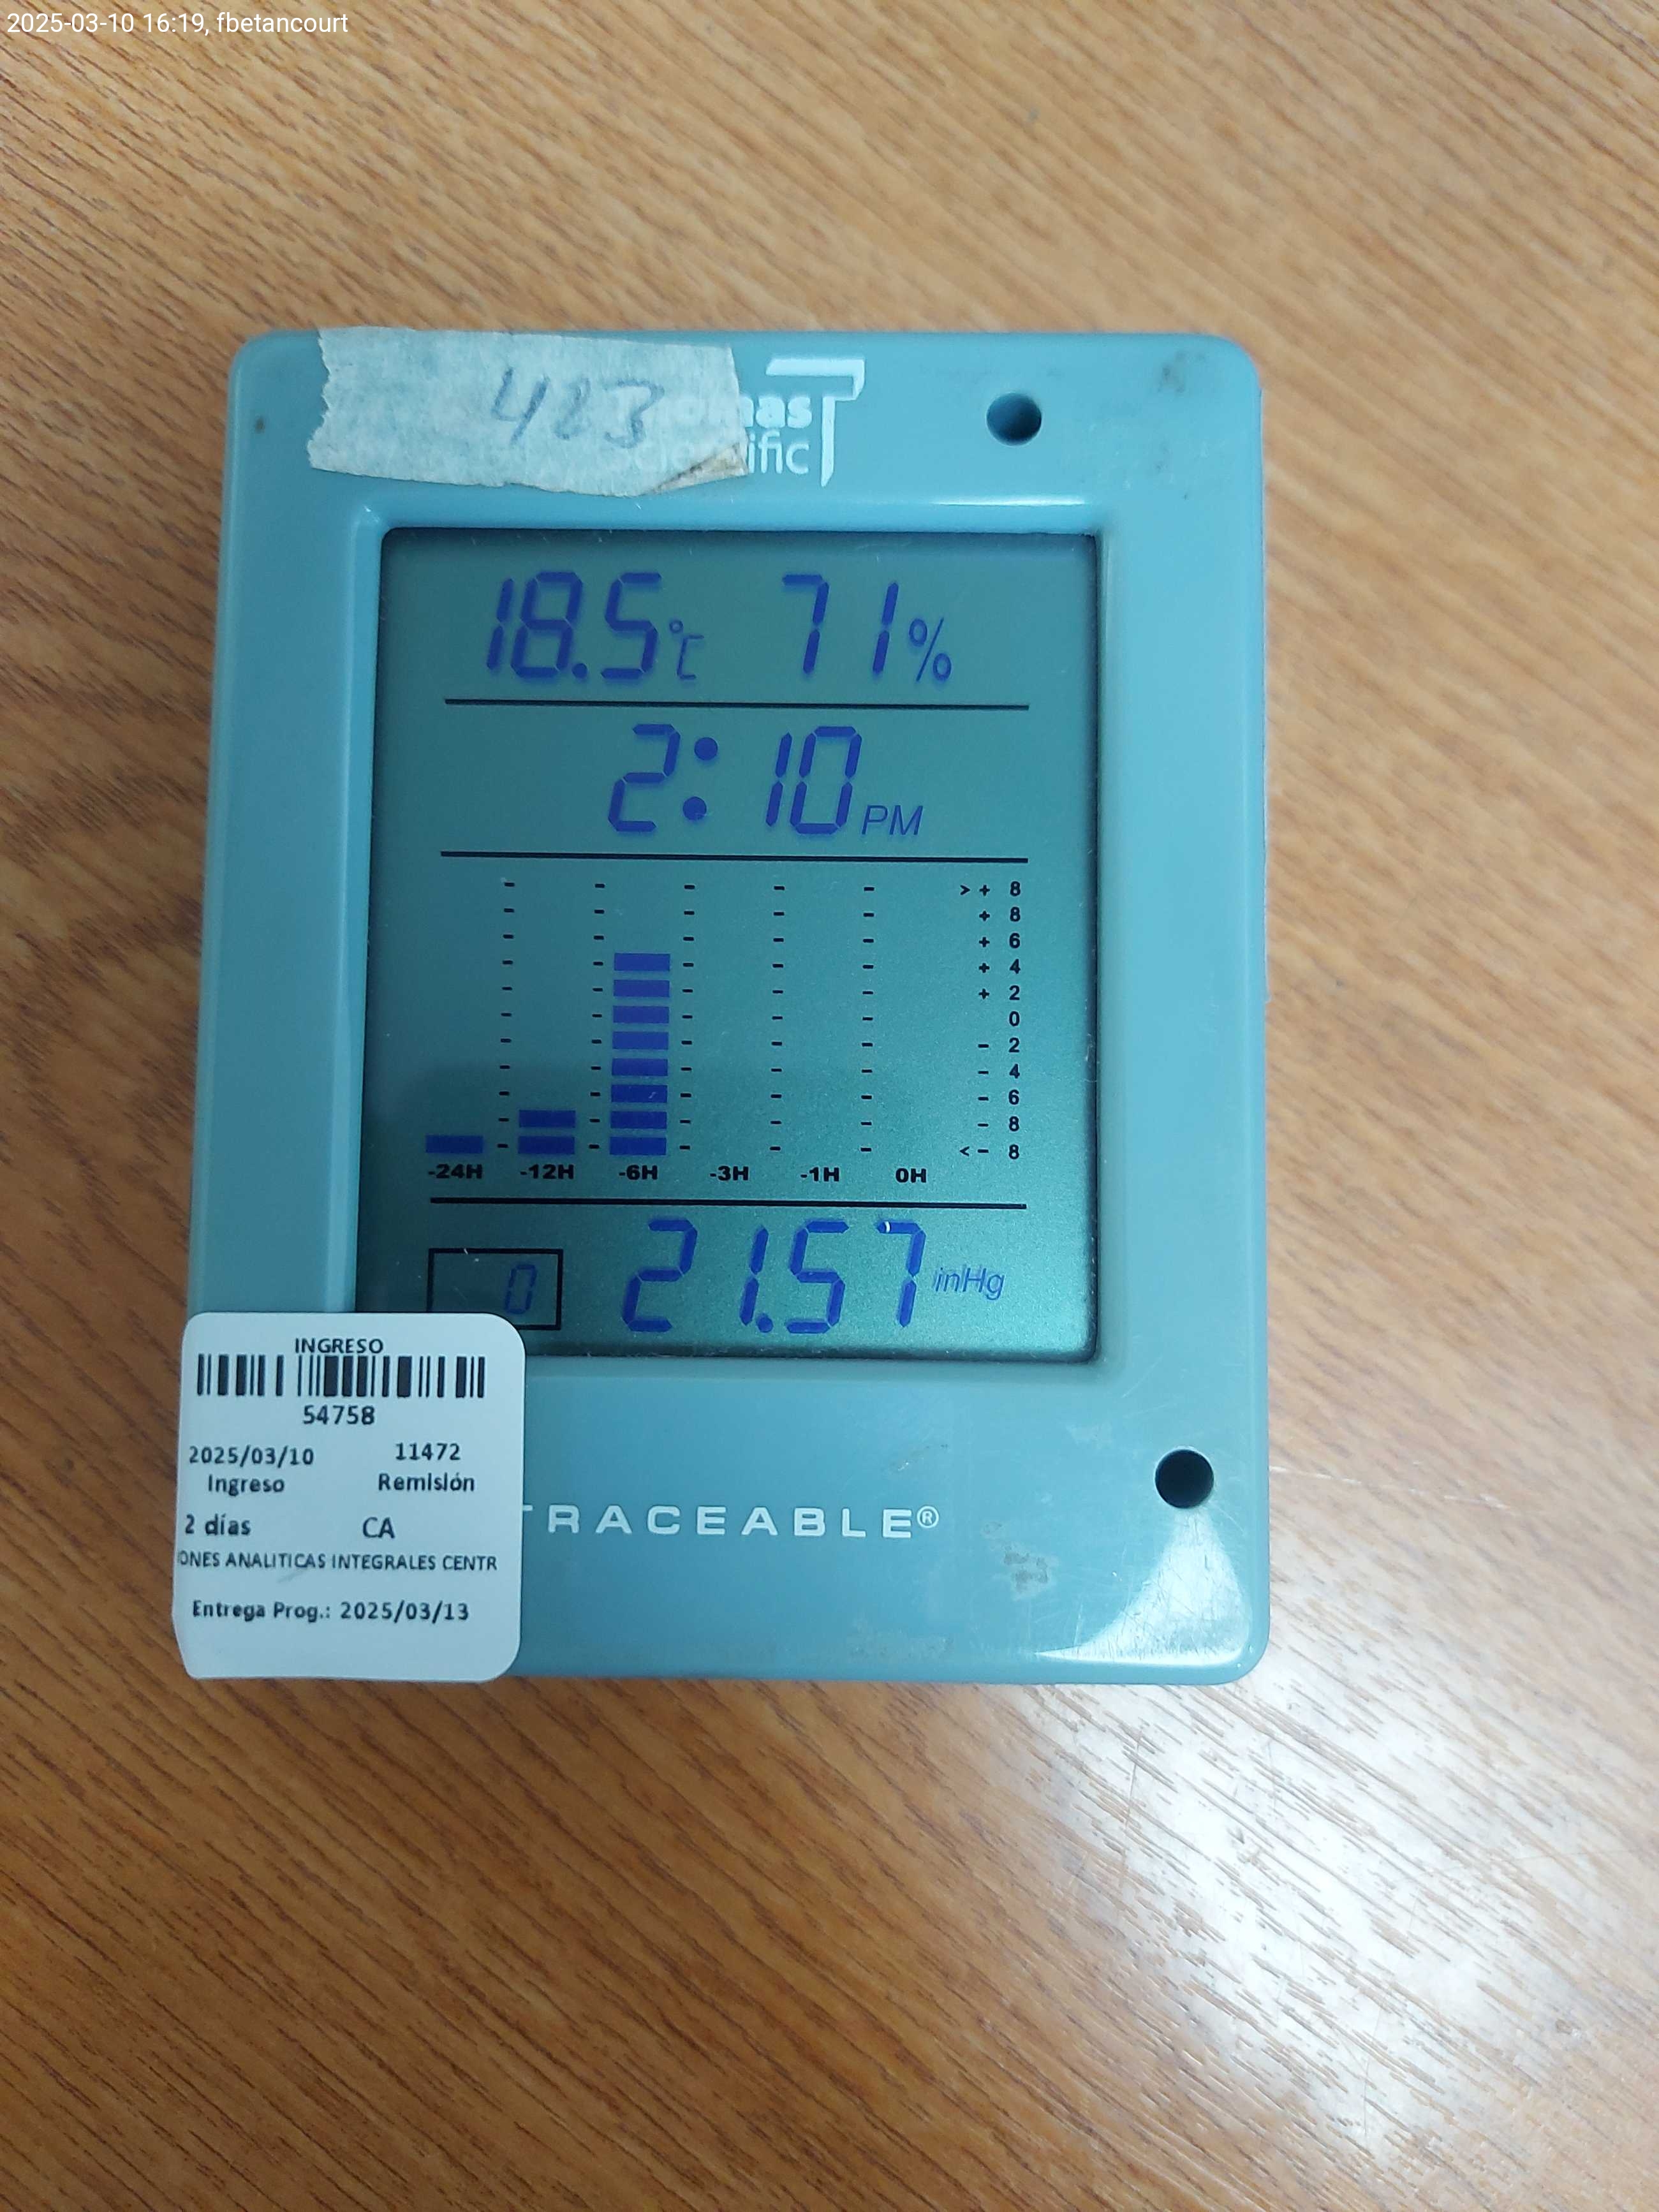 2025-03-10 16:19, fbetancourt
423
18.5 °C 71 %
2:10 PM
> + 8
+ 8
+ 6
+ 4
+ 2
0
- 2
- 4
- 6
- 8
< - 8
-24H -12H -6H -3H -1H 0H
0 21.57 inHg
INGRESO
54758
2025/03/10 11472
Ingreso Remisión
2 días CA
ONES ANALITICAS INTEGRALES CENTR
Entrega Prog.: 2025/03/13
TRACEABLE®